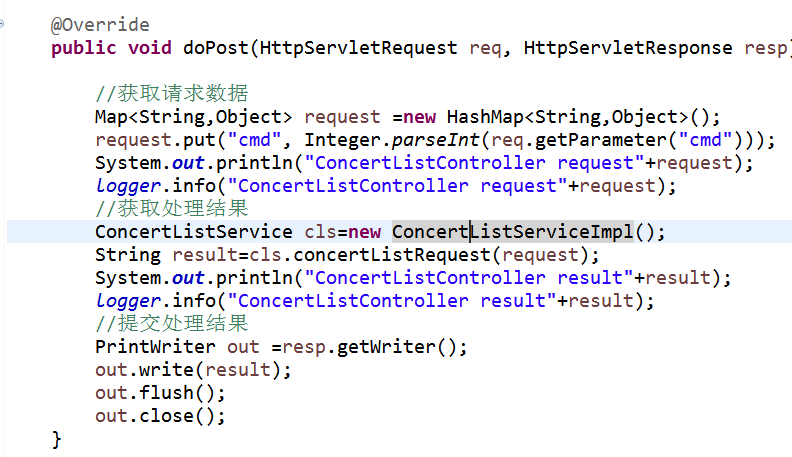 @Override
public void doPost(HttpServletRequest req, HttpServletResponse resp)
//获取请求数据
Map<String,Object> request =new HashMap<String,Object>();
request.put("cmd", Integer.parseInt(req.getParameter("cmd")));
System.out.println("ConcertListController request"+request);
logger.info("ConcertListController request"+request);
//获取处理结果
ConcertListService cls=new ConcertListServiceImpl();
String result=cls.concertListRequest(request);
System.out.println("ConcertListController result"+result);
logger.info("ConcertListController result"+result);
//提交处理结果
PrintWriter out =resp.getWriter();
out.write(result);
out.flush();
out.close();
}